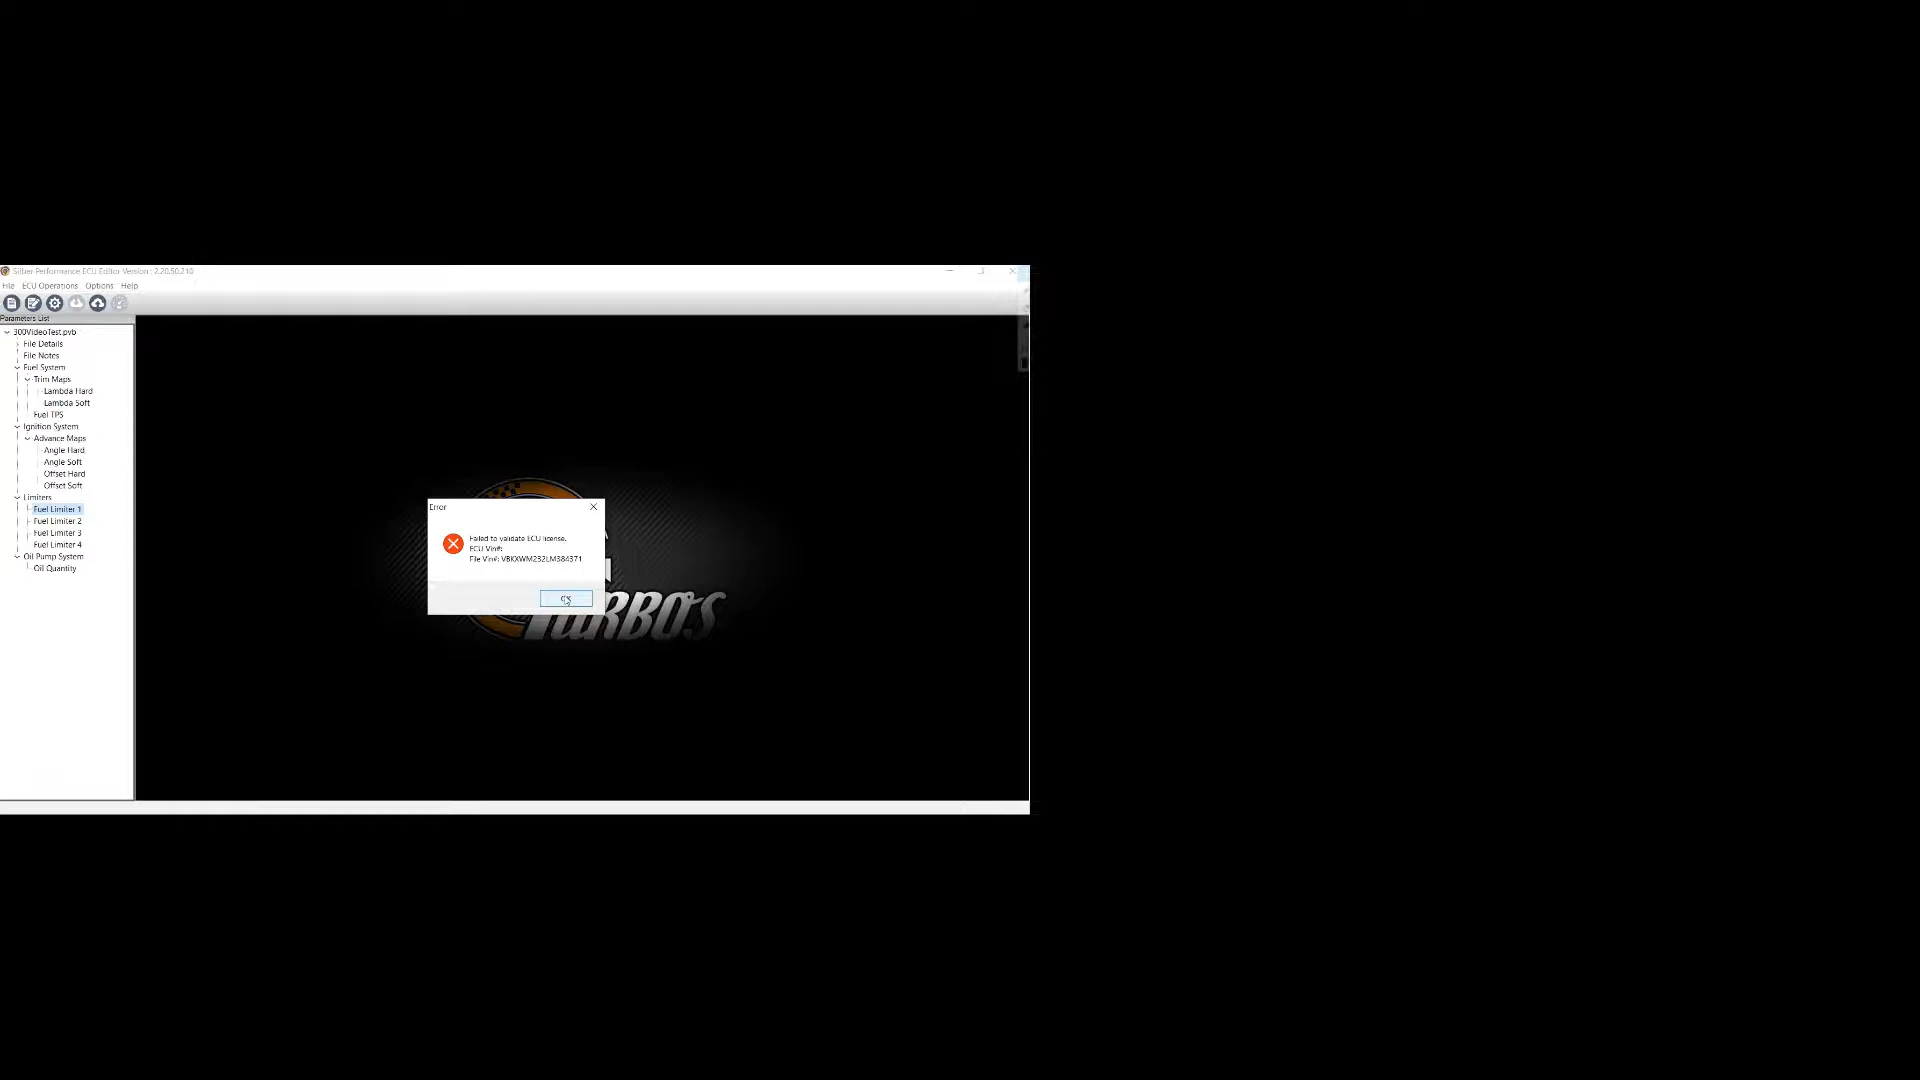 Silber Performance ECU Editor Version : 2.20.50.210
File ECU Operations Options Help
Parameters List
300VideoTest.pvb
File Details
File Notes
Fuel System
Trim Maps
Lambda Hard
Lambda Soft
Fuel TPS
Ignition System
Advance Maps
Angle Hard
Angle Soft
Offset Hard
Offset Soft
Limiters
Fuel Limiter 1
Fuel Limiter 2
Fuel Limiter 3
Fuel Limiter 4
Oil Pump System
Oil Quantity
Error
Failed to validate ECU license.
ECU Vin#:
File Vin#: VBKXWM232LM384371
OK
TURBO'S